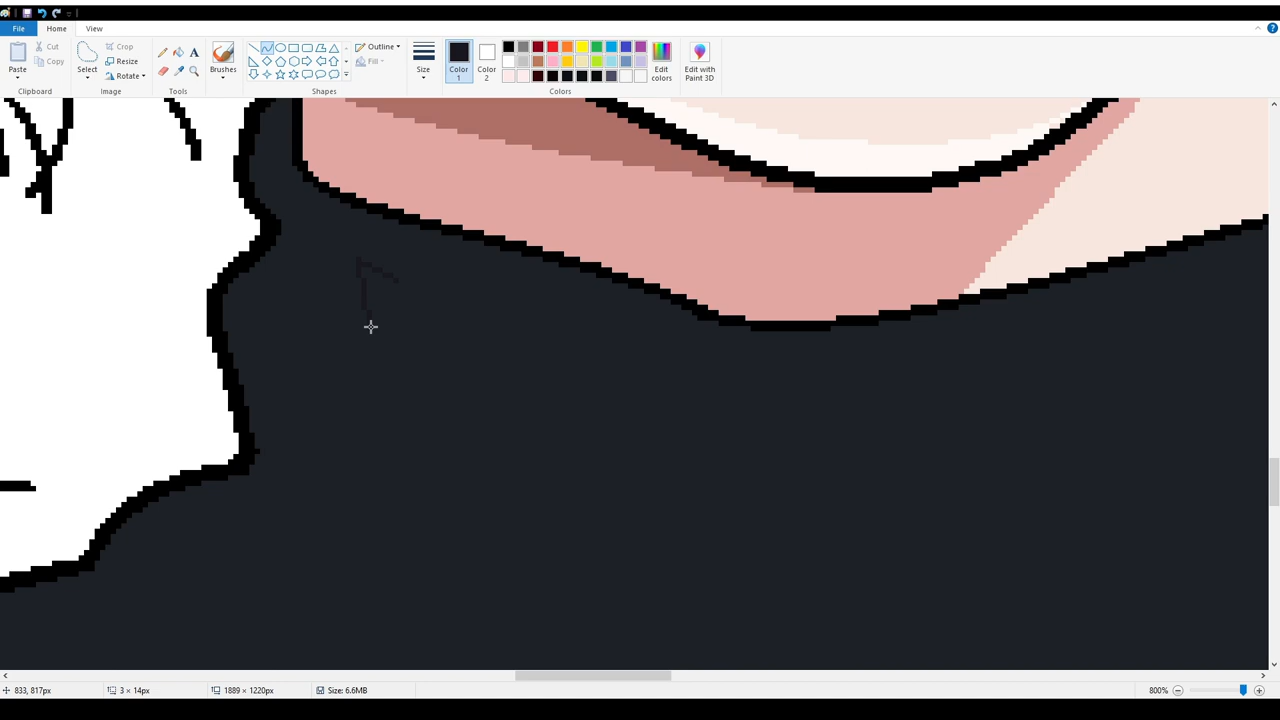 File Home View
Paste Cut Copy Clipboard
Select Crop Resize Rotate Image
A Tools
Brushes
Outline Fill Shapes
Size
Color 1 Color 2 Edit colors Colors
Edit with Paint 3D
833, 817px 3 × 14px 1889 × 1220px Size: 6.6MB 800%